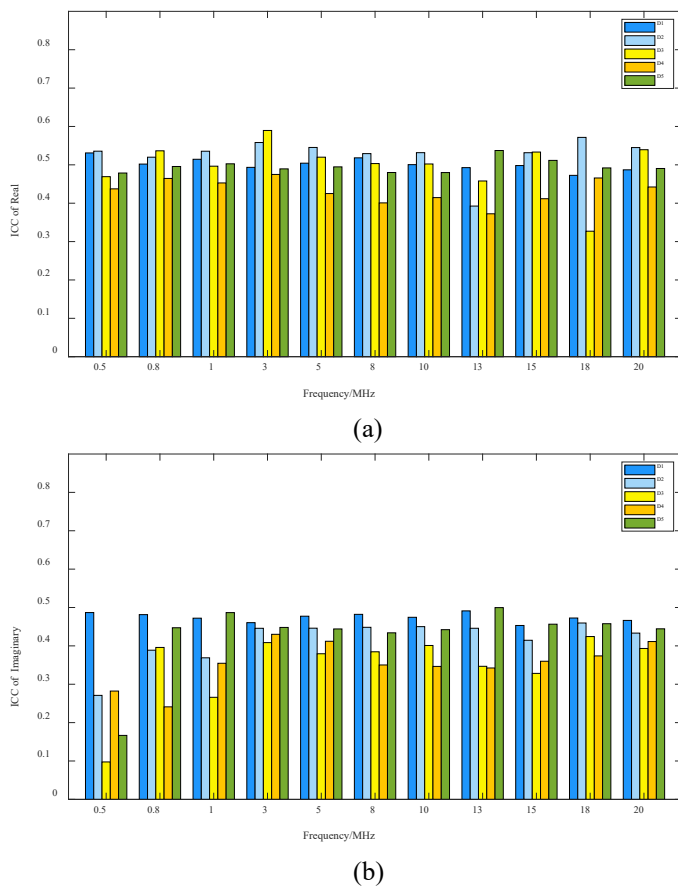 0.8
0.7
0.6
0.5
0.4
0.3
0.2
0.1
0
ICC of Real
D1
D2
D3
D4
D5
0.5 0.8 1 3 5 8 10 13 15 18 20
Frequency/MHz
(a)
0.8
0.7
0.6
0.5
0.4
0.3
0.2
0.1
0
ICC of Imaginary
D1
D2
D3
D4
D5
0.5 0.8 1 3 5 8 10 13 15 18 20
Frequency/MHz
(b)